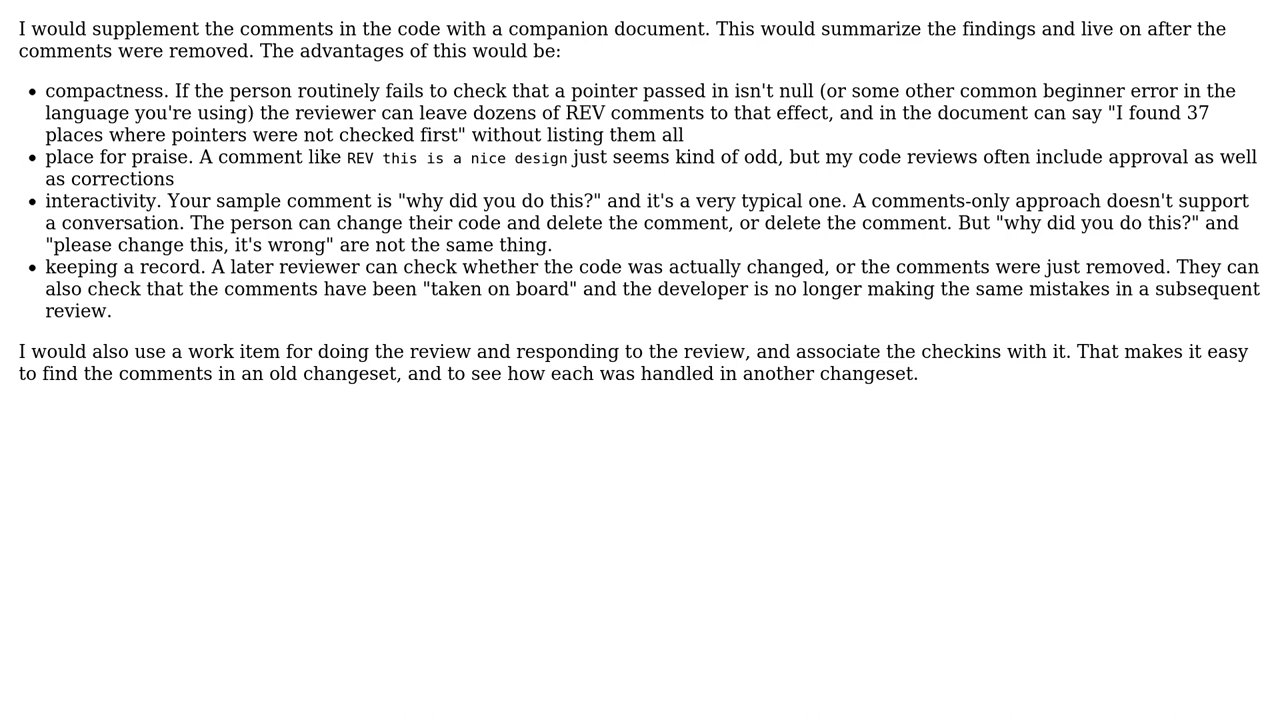 I would supplement the comments in the code with a companion document. This would summarize the findings and live on after the
comments were removed. The advantages of this would be:
• compactness. If the person routinely fails to check that a pointer passed in isn't null (or some other common beginner error in the
language you're using) the reviewer can leave dozens of REV comments to that effect, and in the document can say "I found 37
places where pointers were not checked first" without listing them all
• place for praise. A comment like REV this is a nice design just seems kind of odd, but my code reviews often include approval as well
as corrections
• interactivity. Your sample comment is "why did you do this?" and it's a very typical one. A comments-only approach doesn't support
a conversation. The person can change their code and delete the comment, or delete the comment. But "why did you do this?" and
"please change this, it's wrong" are not the same thing.
• keeping a record. A later reviewer can check whether the code was actually changed, or the comments were just removed. They can
also check that the comments have been "taken on board" and the developer is no longer making the same mistakes in a subsequent
review.
I would also use a work item for doing the review and responding to the review, and associate the checkins with it. That makes it easy
to find the comments in an old changeset, and to see how each was handled in another changeset.